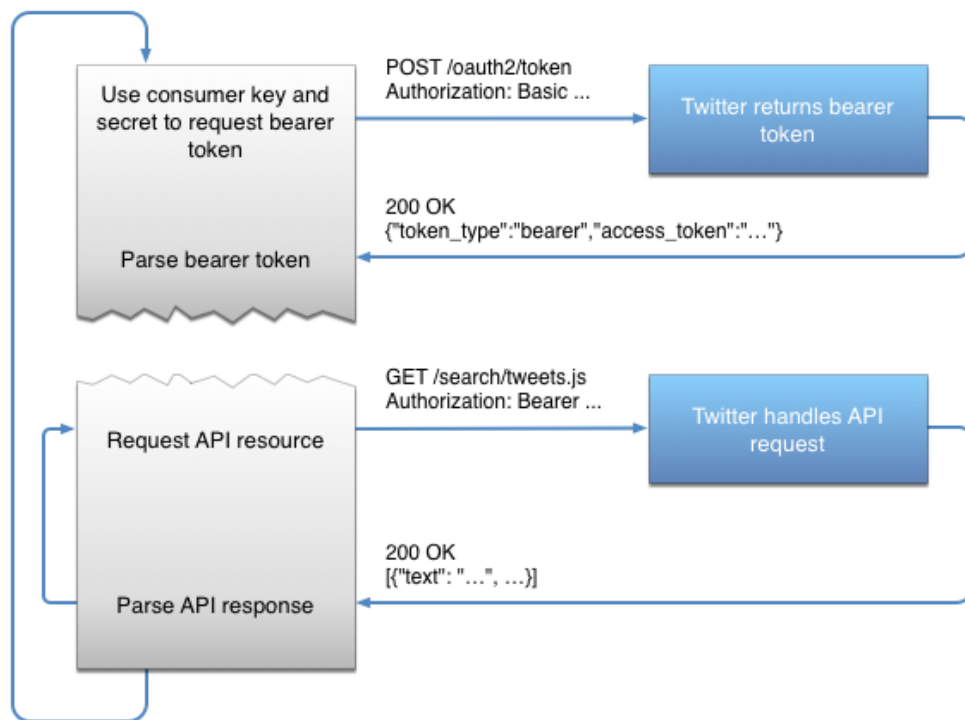 Use consumer key and
secret to request bearer
token
POST /oauth2/token
Authorization: Basic ...
Twitter returns bearer
token
200 OK
{"token_type":"bearer","access_token":"…"}
Parse bearer token
GET /search/tweets.js
Authorization: Bearer ...
Request API resource
Twitter handles API
request
200 OK
[{"text": "…", …}]
Parse API response